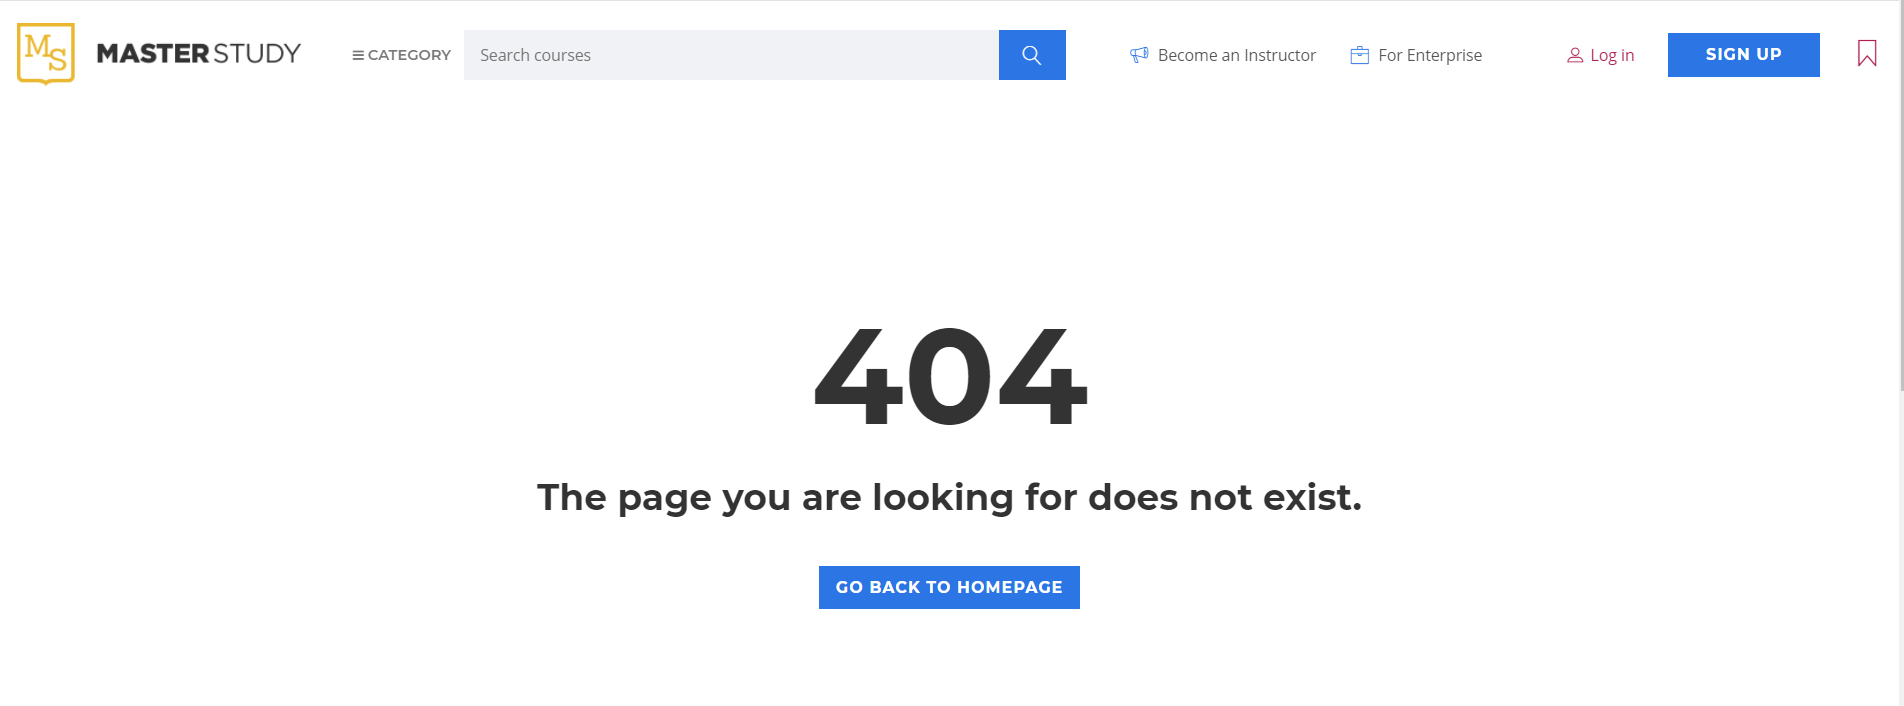 MS
MASTERSTUDY
CATEGORY
Search courses
Become an Instructor
For Enterprise
Log in
SIGN UP
404
The page you are looking for does not exist.
GO BACK TO HOMEPAGE